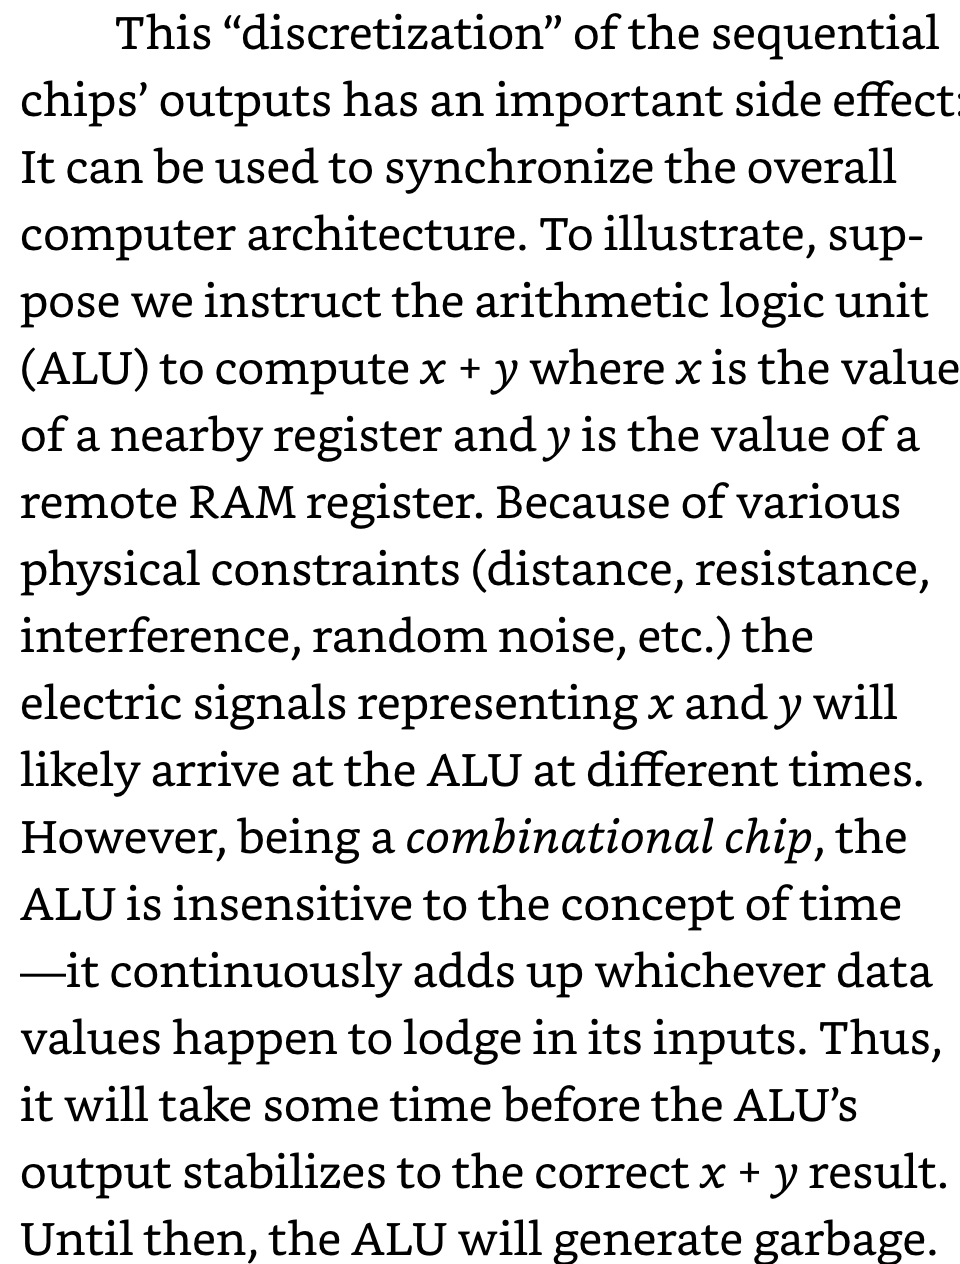 This “discretization” of the sequential
chips’ outputs has an important side effect:
It can be used to synchronize the overall
computer architecture. To illustrate, sup-
pose we instruct the arithmetic logic unit
(ALU) to compute x + y where x is the value
of a nearby register and y is the value of a
remote RAM register. Because of various
physical constraints (distance, resistance,
interference, random noise, etc.) the
electric signals representing x and y will
likely arrive at the ALU at different times.
However, being a combinational chip, the
ALU is insensitive to the concept of time
—it continuously adds up whichever data
values happen to lodge in its inputs. Thus,
it will take some time before the ALU’s
output stabilizes to the correct x + y result.
Until then, the ALU will generate garbage.